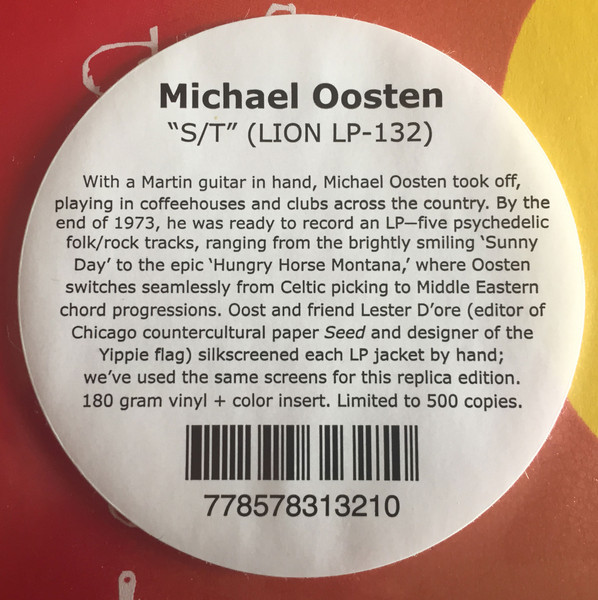 Michael Oosten
“S/T” (LION LP-132)
With a Martin guitar in hand, Michael Oosten took off,
playing in coffeehouses and clubs across the country. By the
end of 1973, he was ready to record an LP—five psychedelic
folk/rock tracks, ranging from the brightly smiling ‘Sunny
Day’ to the epic ‘Hungry Horse Montana,’ where Oosten
switches seamlessly from Celtic picking to Middle Eastern
chord progressions. Oost and friend Lester D’ore (editor of
Chicago countercultural paper Seed and designer of the
Yippie flag) silkscreened each LP jacket by hand;
we’ve used the same screens for this replica edition.
180 gram vinyl + color insert. Limited to 500 copies.
778578313210